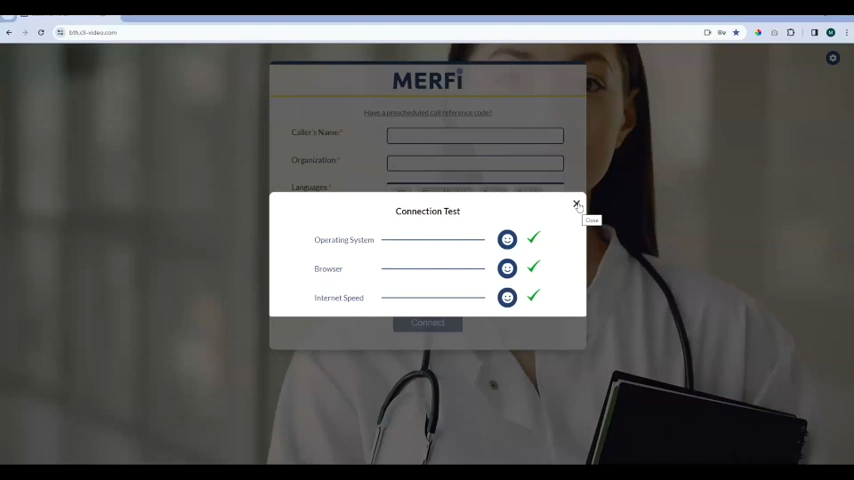 bth.cli-video.com
MERFi
Have a prescheduled call reference code?
Caller's Name:*
Organization:*
Languages *
Connection Test
Close
Operating System
Browser
Internet Speed
Connect